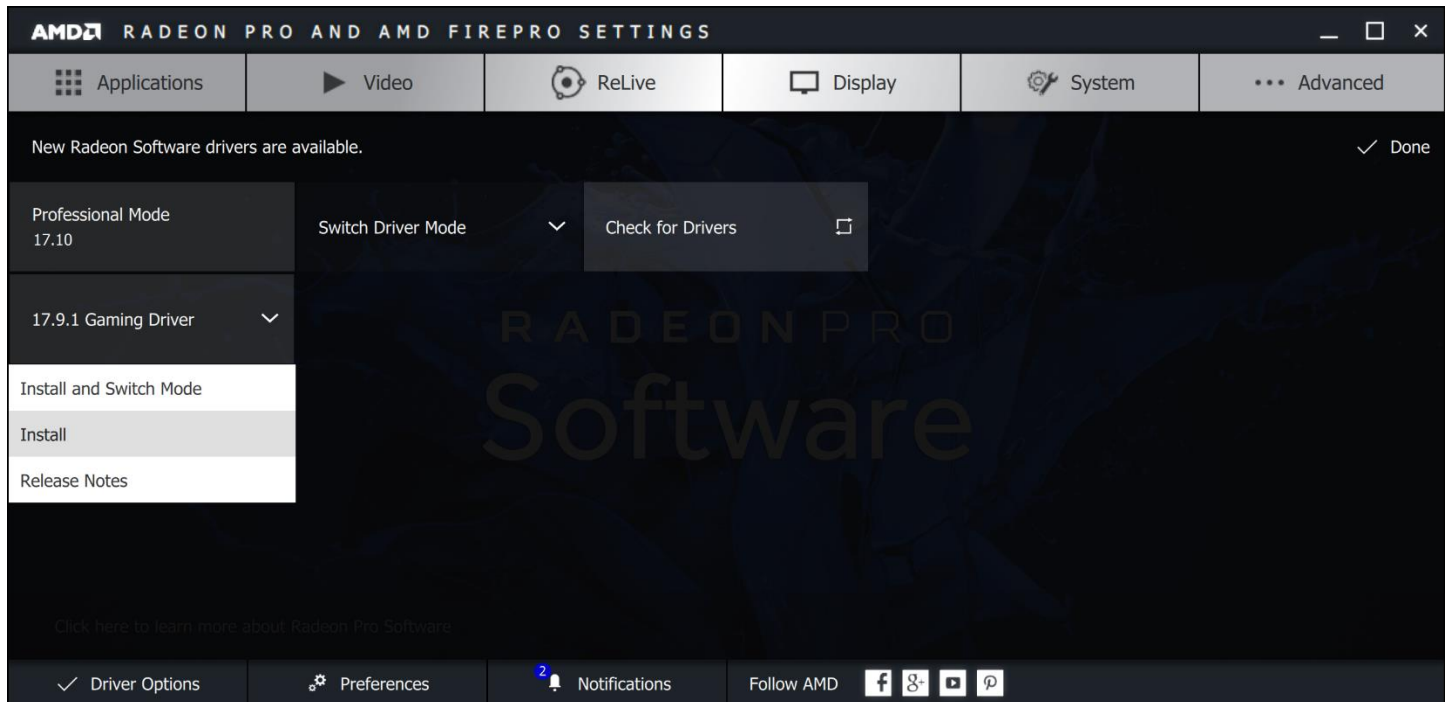 AMD RADEON PRO AND AMD FIREPRO SETTINGS
Applications
Video
ReLive
Display
System
Advanced
New Radeon Software drivers are available.
Done
Professional Mode
17.10
Switch Driver Mode
Check for Drivers
17.9.1 Gaming Driver
Install and Switch Mode
Install
Release Notes
RADEON PRO
Software
Click here to learn more about Radeon Pro Software
Driver Options
Preferences
2
Notifications
Follow AMD
f
g+